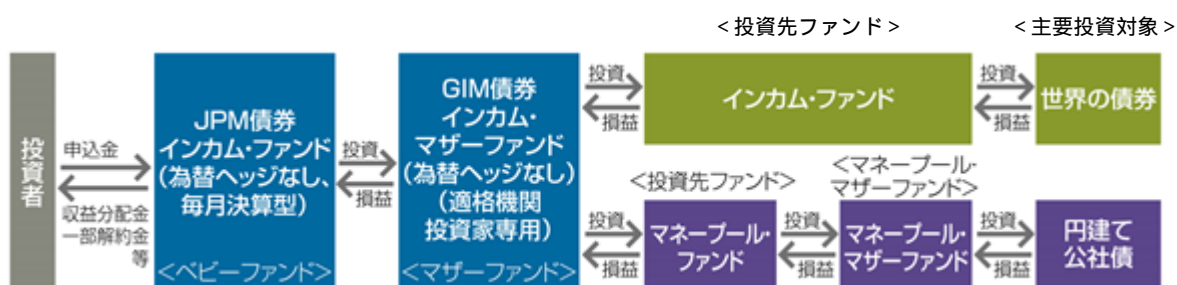 <投資先ファンド>
<主要投資対象>
投資者
申込金
収益分配金
一部解約金
等
JPM債券
インカム・ファンド
(為替ヘッジなし、
毎月決算型)
<ベビーファンド>
投資
損益
GIM債券
インカム・
マザーファンド
(為替ヘッジなし)
(適格機関
投資家専用)
<マザーファンド>
投資
損益
インカム・ファンド
投資
損益
世界の債券
<投資先ファンド>
<マネープール・
マザーファンド>
投資
損益
マネープール・
ファンド
投資
損益
マネープール・
マザーファンド
投資
損益
円建て
公社債